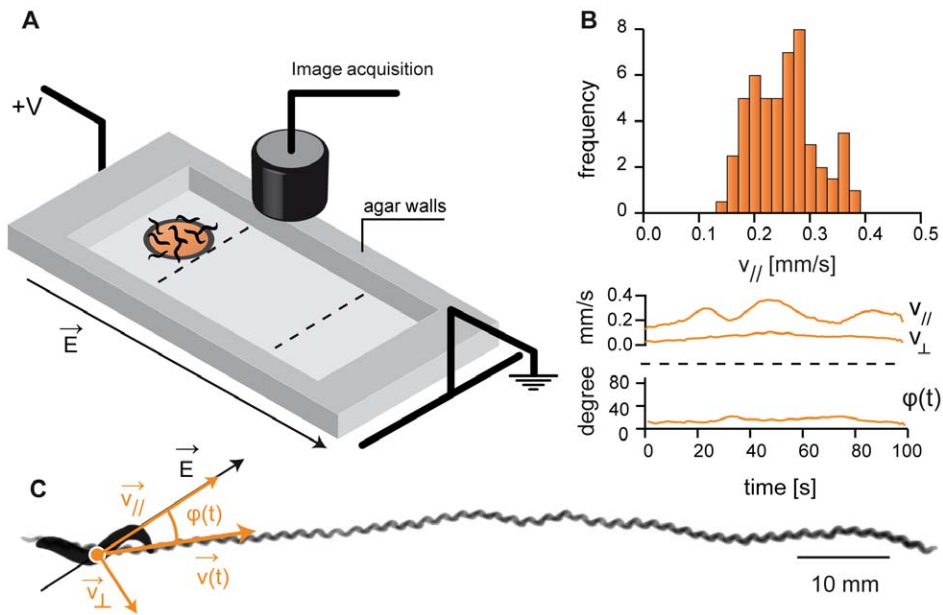 A
Image acquisition
+V
agar walls
E
B
frequency
8
6
4
2
0
0.0 0.1 0.2 0.3 0.4 0.5
v// [mm/s]
mm/s
0.4
0.2
0.0
v//
v⊥
degree
80
40
0
φ(t)
0 20 40 60 80 100
time [s]
C
E
v//
φ(t)
v(t)
v⊥
10 mm